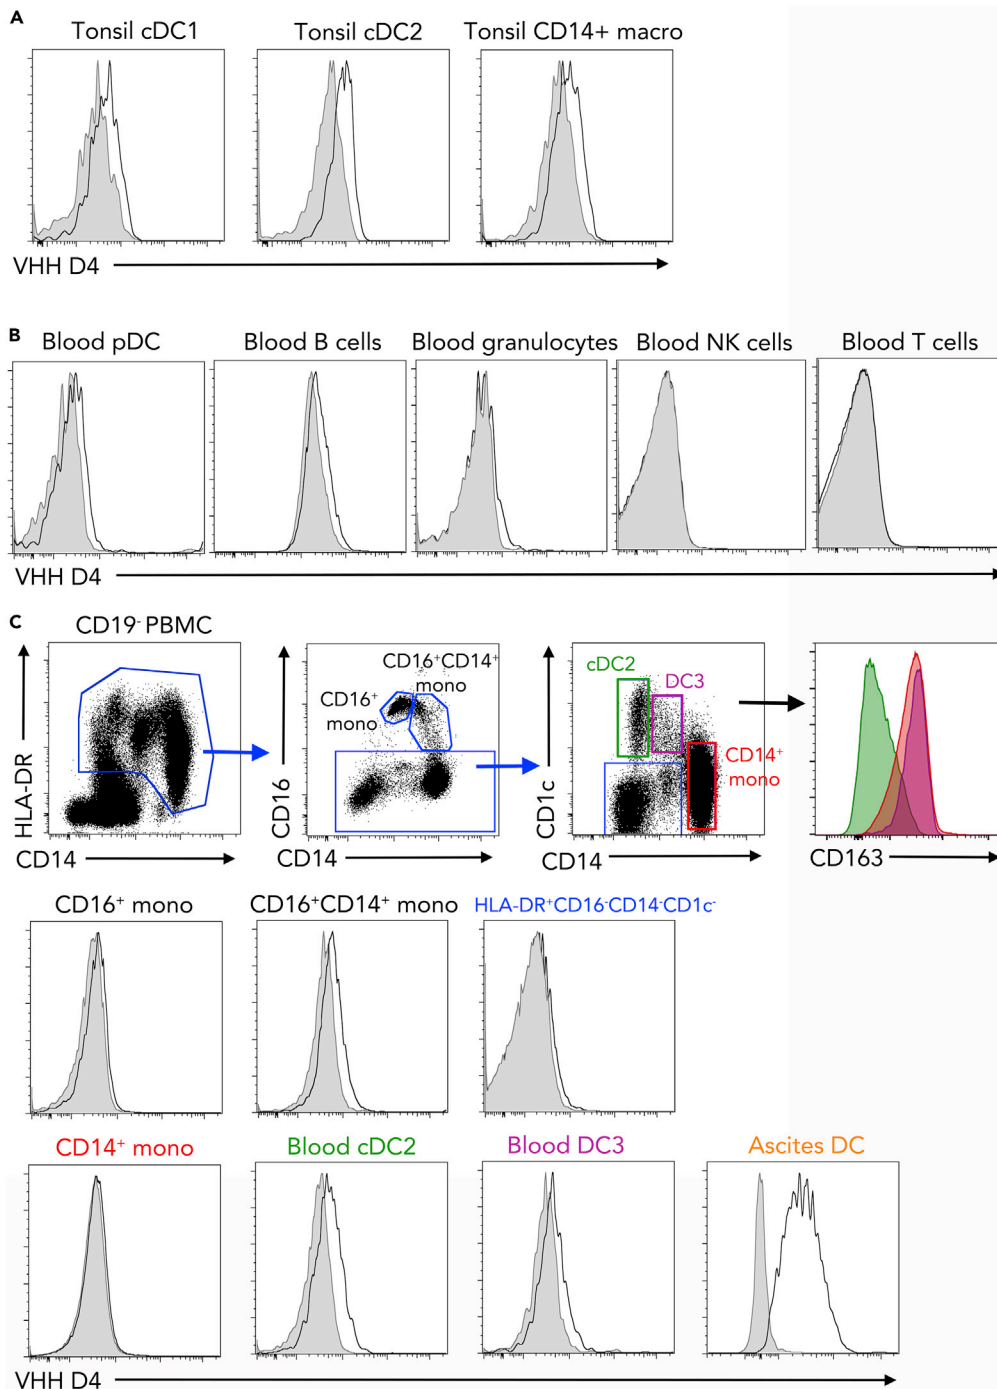 A
Tonsil cDC1
Tonsil cDC2
Tonsil CD14+ macro
VHH D4
B
Blood pDC
Blood B cells
Blood granulocytes
Blood NK cells
Blood T cells
VHH D4
C
CD19⁻ PBMC
HLA-DR
CD14
CD16⁺CD14⁺
mono
CD16⁺
mono
CD16
CD14
cDC2
DC3
CD14⁺
mono
CD1c
CD14
CD163
CD16⁺ mono
CD16⁺CD14⁺ mono
HLA-DR⁺CD16⁻CD14⁻CD1c⁻
CD14⁺ mono
Blood cDC2
Blood DC3
Ascites DC
VHH D4